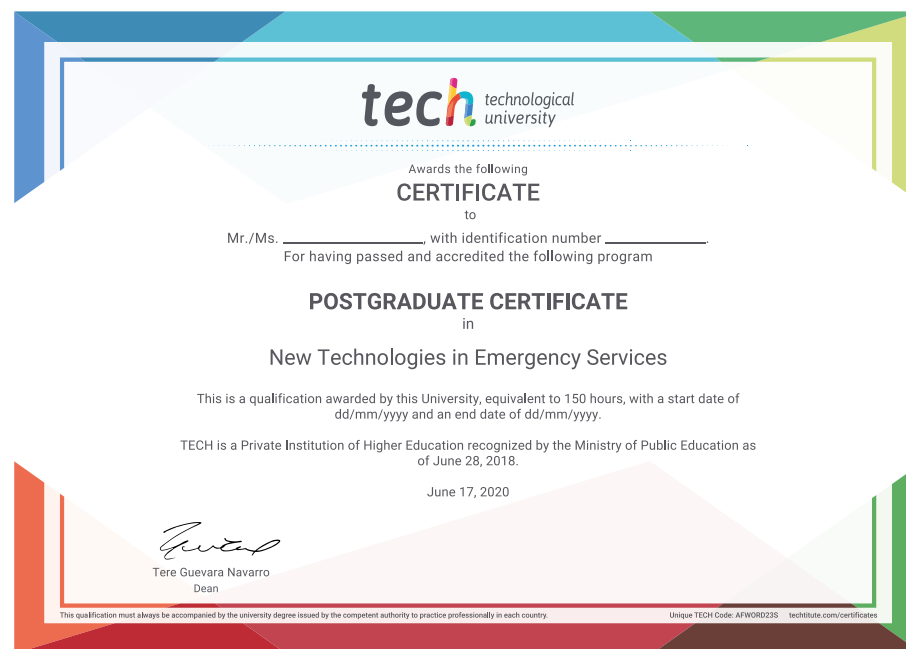 tech technological
university
Awards the following
CERTIFICATE
to
Mr./Ms. ____________, with identification number ____________.
For having passed and accredited the following program
POSTGRADUATE CERTIFICATE
in
New Technologies in Emergency Services
This is a qualification awarded by this University, equivalent to 150 hours, with a start date of
dd/mm/yyyy and an end date of dd/mm/yyyy.
TECH is a Private Institution of Higher Education recognized by the Ministry of Public Education as
of June 28, 2018.
June 17, 2020
Tere Guevara Navarro
Dean
This qualification must always be accompanied by the university degree issued by the competent authority to practice professionally in each country. Unique TECH Code: AFWORD23S techtitute.com/certificates